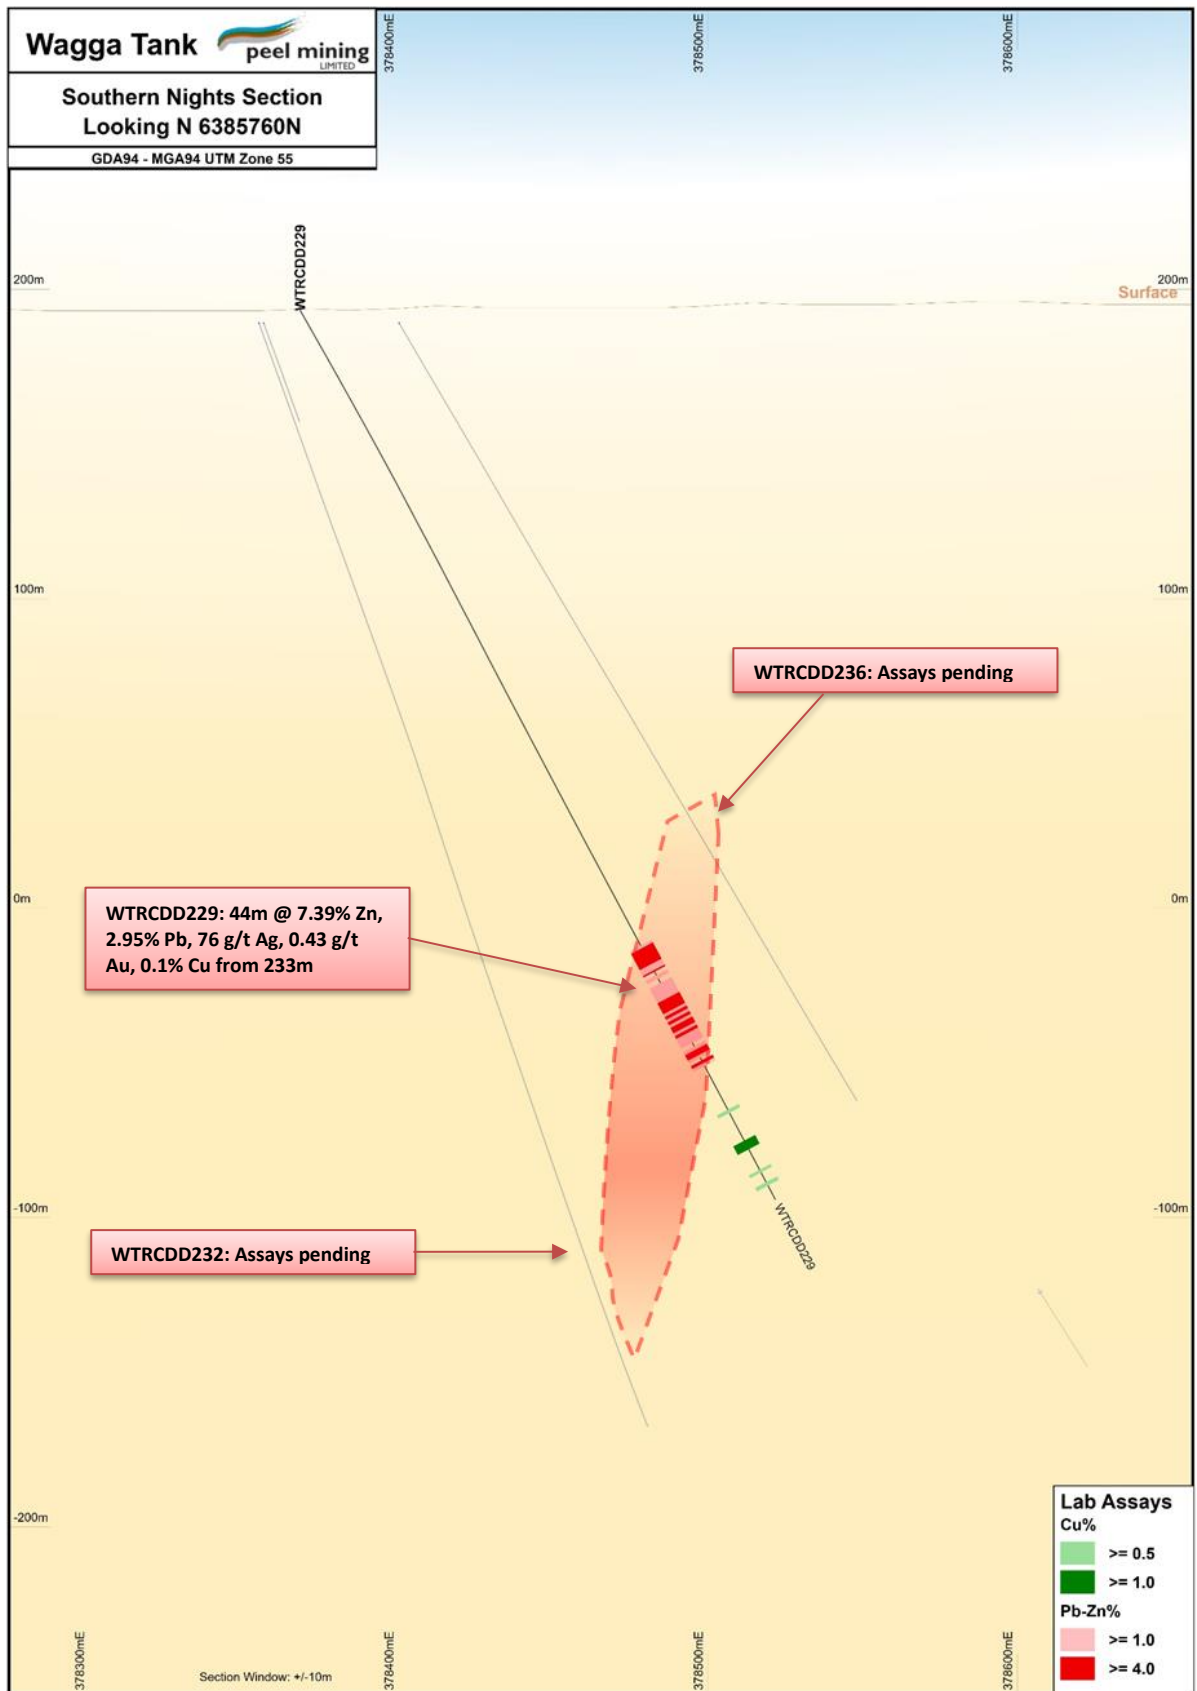 Wagga Tank
peel mining
LIMITED
Southern Nights Section
Looking N 6385760N
GDA94 - MGA94 UTM Zone 55
378400mE
378500mE
378600mE
WTRCDD229
200m
200m
Surface
100m
100m
WTRCDD236: Assays pending
0m
0m
WTRCDD229: 44m @ 7.39% Zn,
2.95% Pb, 76 g/t Ag, 0.43 g/t
Au, 0.1% Cu from 233m
-100m
-100m
WTRCDD229
WTRCDD232: Assays pending
-200m
Lab Assays
Cu%
>= 0.5
>= 1.0
Pb-Zn%
>= 1.0
>= 4.0
378300mE
Section Window: +/-10m
378400mE
378500mE
378600mE